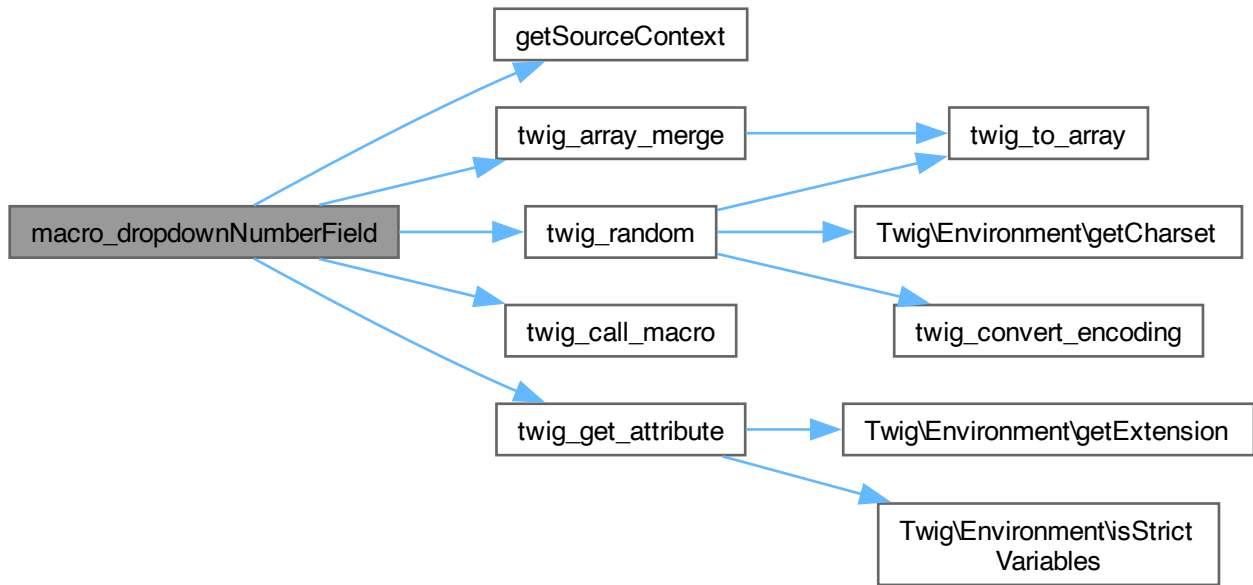 getSourceContext
twig_array_merge
twig_to_array
macro_dropdownNumberField
twig_random
Twig\Environment\getCharset
twig_call_macro
twig_convert_encoding
twig_get_attribute
Twig\Environment\getExtension
Twig\Environment\isStrict
Variables